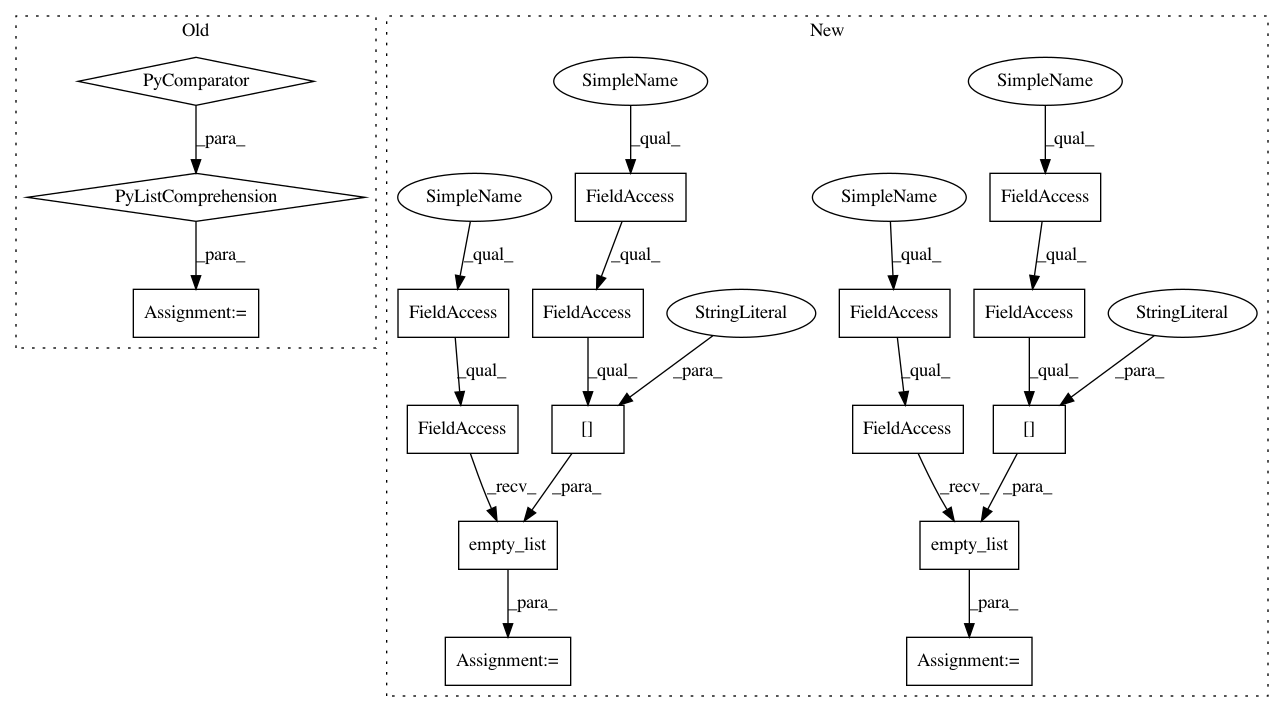 Old
New
PyComparator
SimpleName
SimpleName
_para_
_qual_
_qual_
PyListComprehension
SimpleName
FieldAccess
SimpleName
FieldAccess
_para_
_qual_
_qual_
_qual_
_qual_
Assignment:=
FieldAccess
FieldAccess
StringLiteral
FieldAccess
FieldAccess
StringLiteral
_qual_
_qual_
_para_
_qual_
_qual_
_para_
FieldAccess
[]
FieldAccess
[]
_recv_
_para_
_recv_
_para_
empty_list
empty_list
_para_
_para_
Assignment:=
Assignment:=